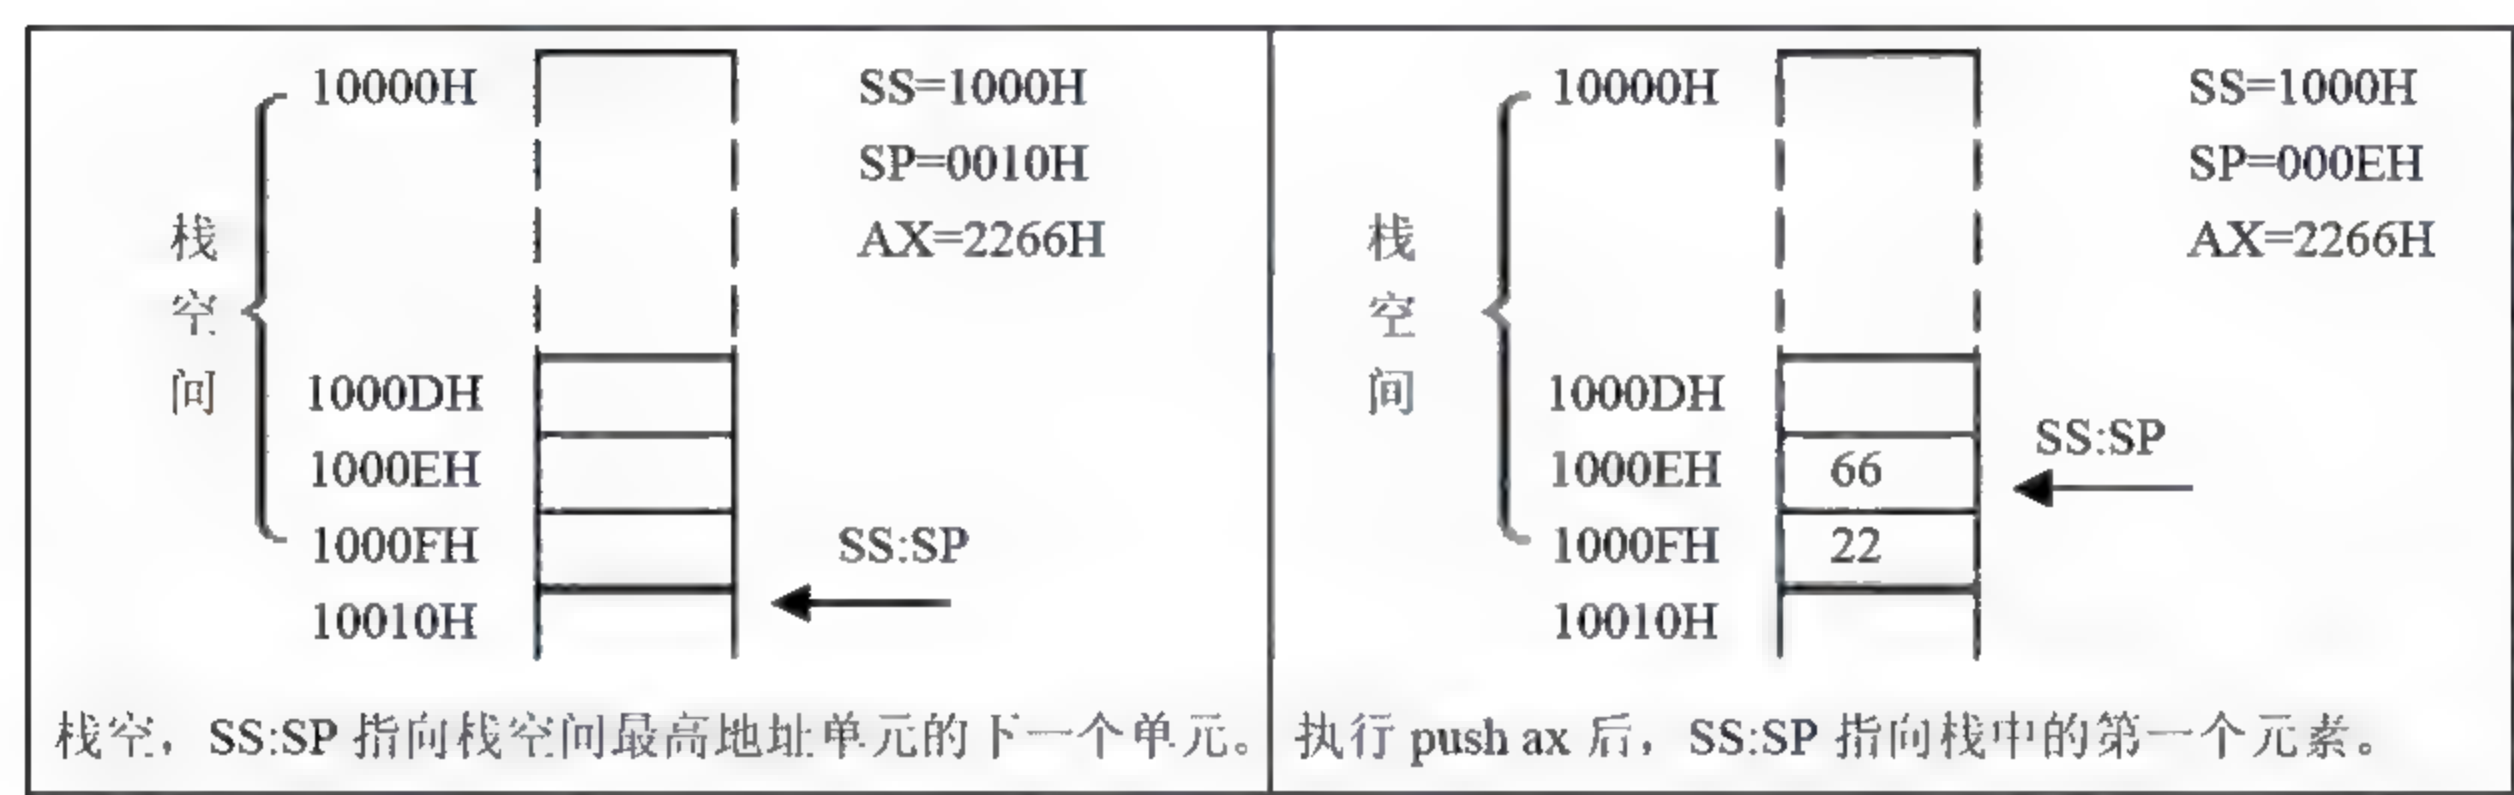 10000H
SS=1000H
SP=0010H
AX=2266H
栈空间
1000DH
1000EH
1000FH
SS:SP
10010H
栈空，SS:SP 指向栈空间最高地址单元的下一个单元。
10000H
SS=1000H
SP=000EH
AX=2266H
栈空间
1000DH
SS:SP
1000EH 66
1000FH 22
10010H
执行 push ax 后，SS:SP 指向栈中的第一个元素。